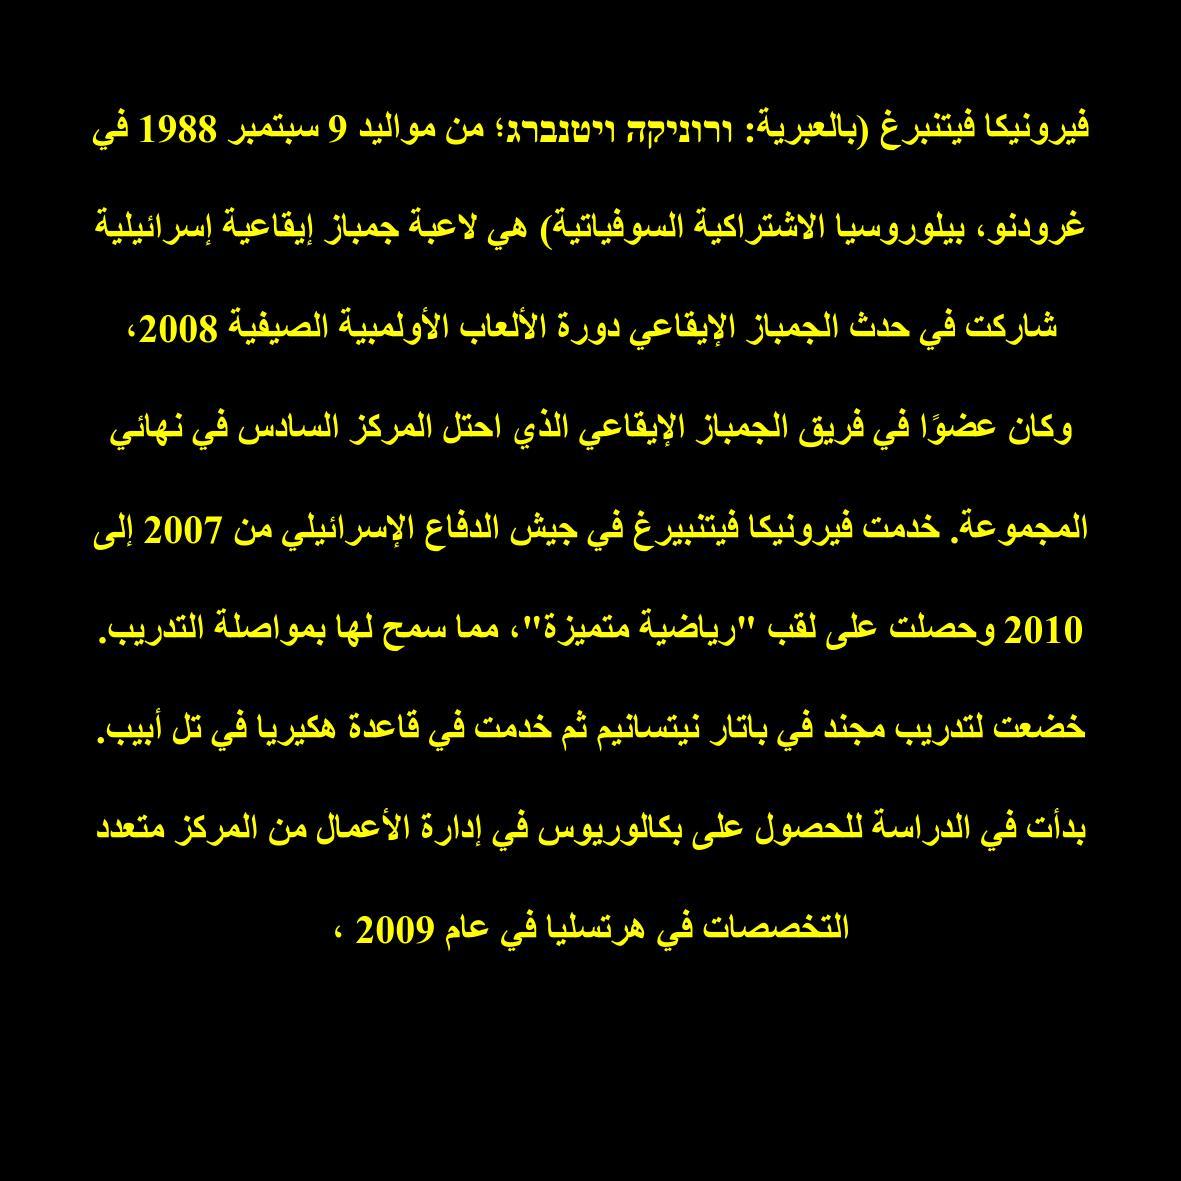 فيرونيكا فيتنبرغ (بالعبرية: ורוניקה ויטנברג؛ من مواليد 9 سبتمبر 1988 في
غرودنو، بيلوروسيا الاشتراكية السوفياتية) هي لاعبة جمباز إيقاعية إسرائيلية
شاركت في حدث الجمباز الإيقاعي دورة الألعاب الأولمبية الصيفية 2008،
وكان عضوًا في فريق الجمباز الإيقاعي الذي احتل المركز السادس في نهائي
المجموعة. خدمت فيرونيكا فيتنبيرغ في جيش الدفاع الإسرائيلي من 2007 إلى
2010 وحصلت على لقب "رياضية متميزة"، مما سمح لها بمواصلة التدريب.
خضعت لتدريب مجند في باتار نيتسانيم ثم خدمت في قاعدة هكيريا في تل أبيب.
بدأت في الدراسة للحصول على بكالوريوس في إدارة الأعمال من المركز متعدد
التخصصات في هرتسليا في عام 2009 ،